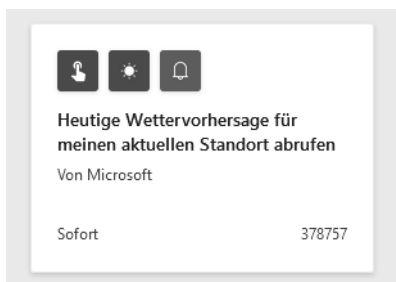 Heutige Wettervorhersage für
meinen aktuellen Standort abrufen
Von Microsoft
Sofort 378757